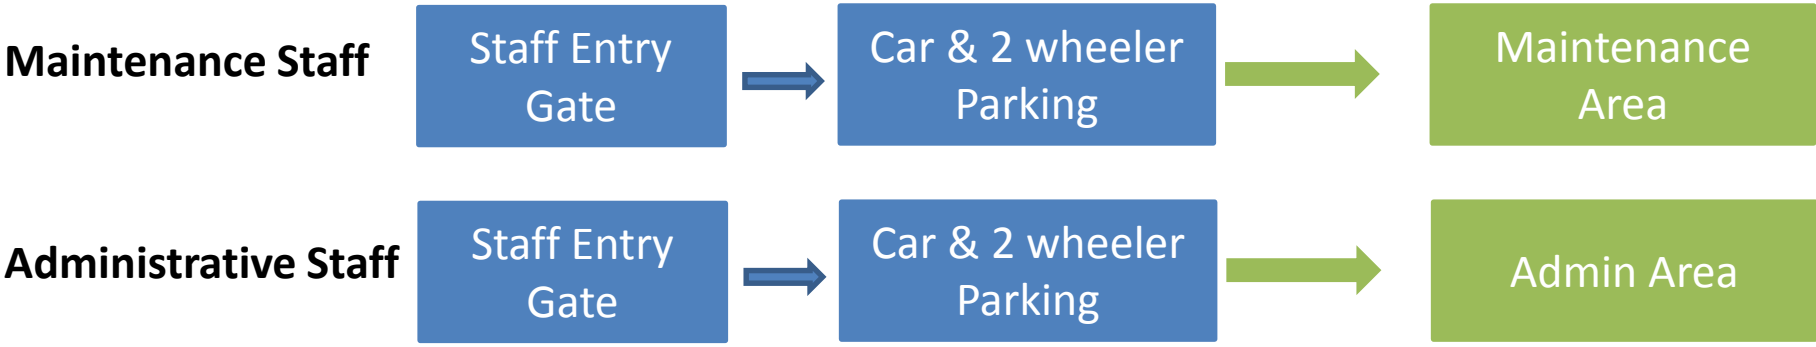 Maintenance Staff
Staff Entry
Gate
Car & 2 wheeler
Parking
Maintenance
Area
Administrative Staff
Staff Entry
Gate
Car & 2 wheeler
Parking
Admin Area